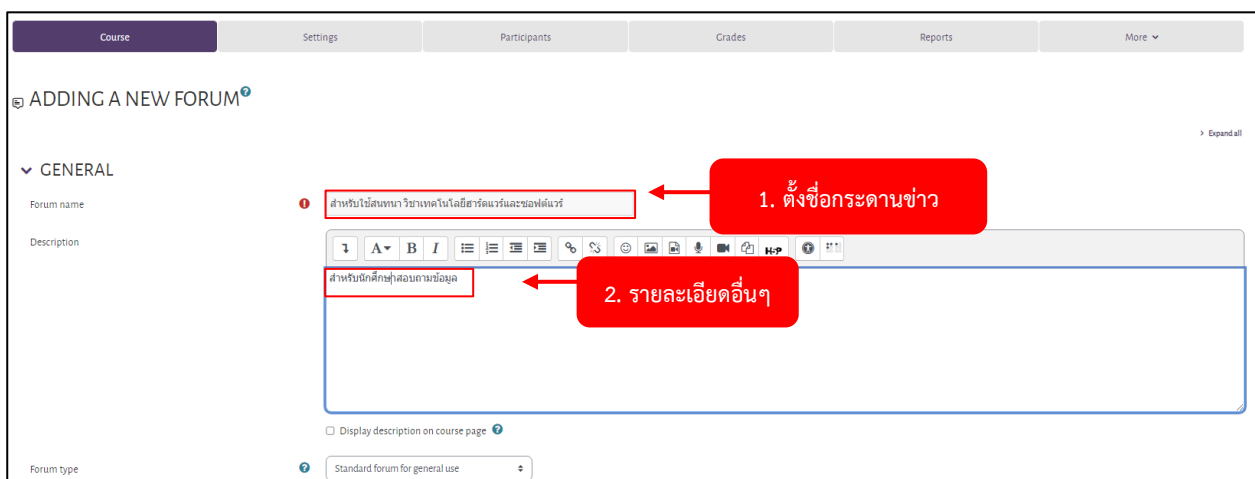 Course Settings Participants Grades Reports More
ADDING A NEW FORUM
Expand all
GENERAL
Forum name
สำหรับใช้สนทนา วิชาเทคโนโลยีฮาร์ดแวร์และซอฟต์แวร์
1. ตั้งชื่อกระดานข่าว
Description
A B I H-P
สำหรับนักศึกษาสอบถามข้อมูล
2. รายละเอียดอื่นๆ
Display description on course page
Forum type
Standard forum for general use